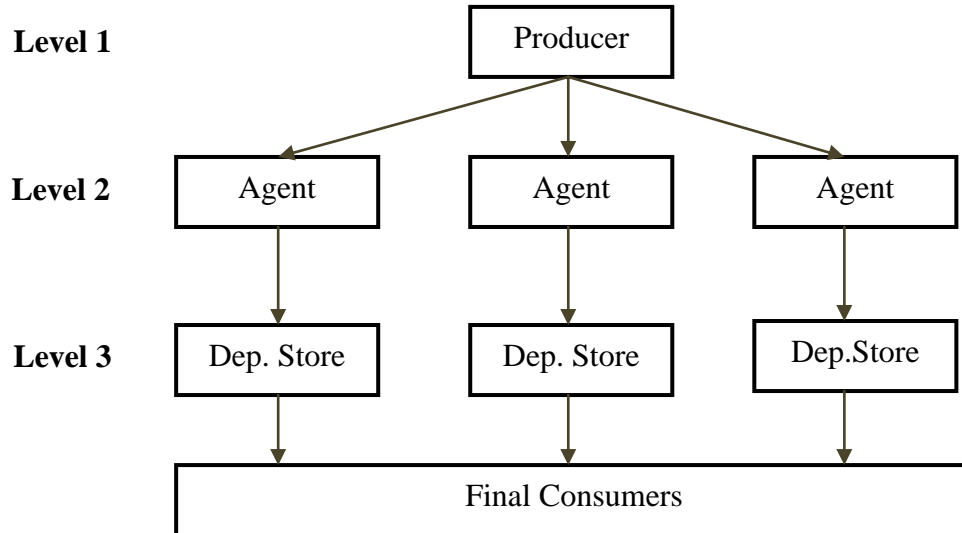 Level 1
Producer
Level 2
Agent
Agent
Agent
Level 3
Dep. Store
Dep. Store
Dep.Store
Final Consumers